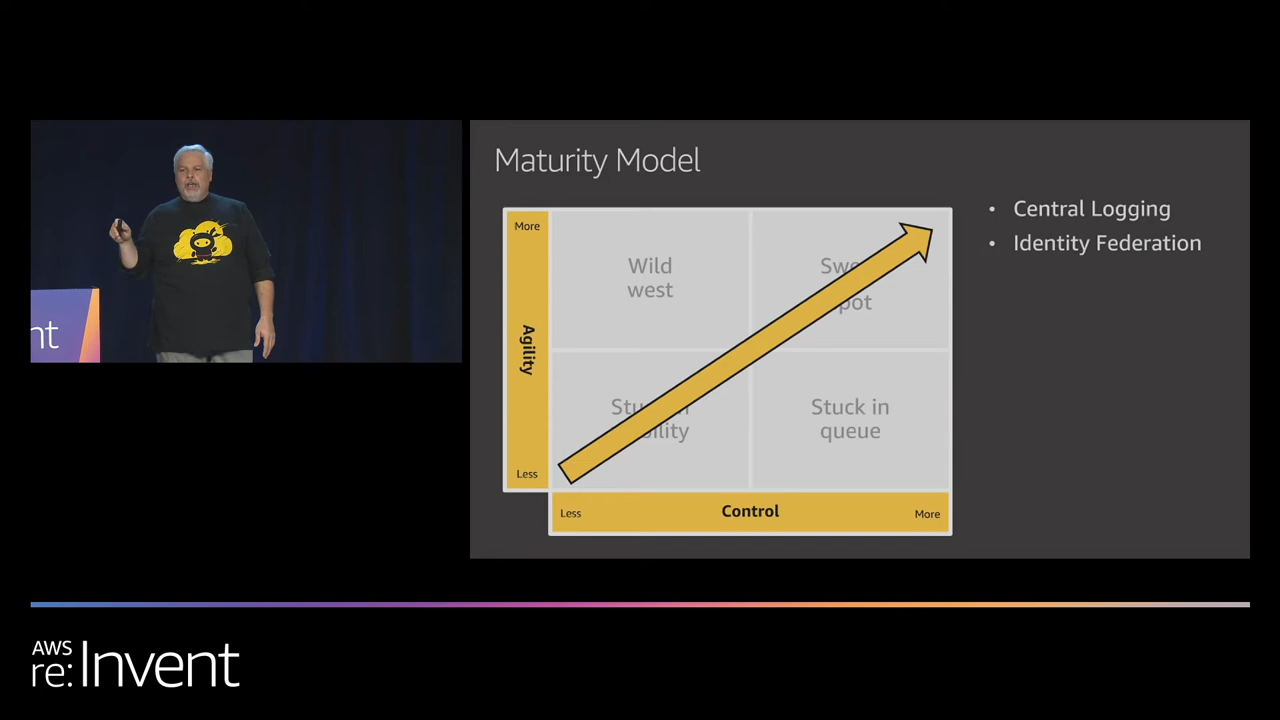 nt
Maturity Model
More
Agility
Less
Wild
west
Stuck in
queue
Less
Control
More
• Central Logging
• Identity Federation
AWS
re:Invent